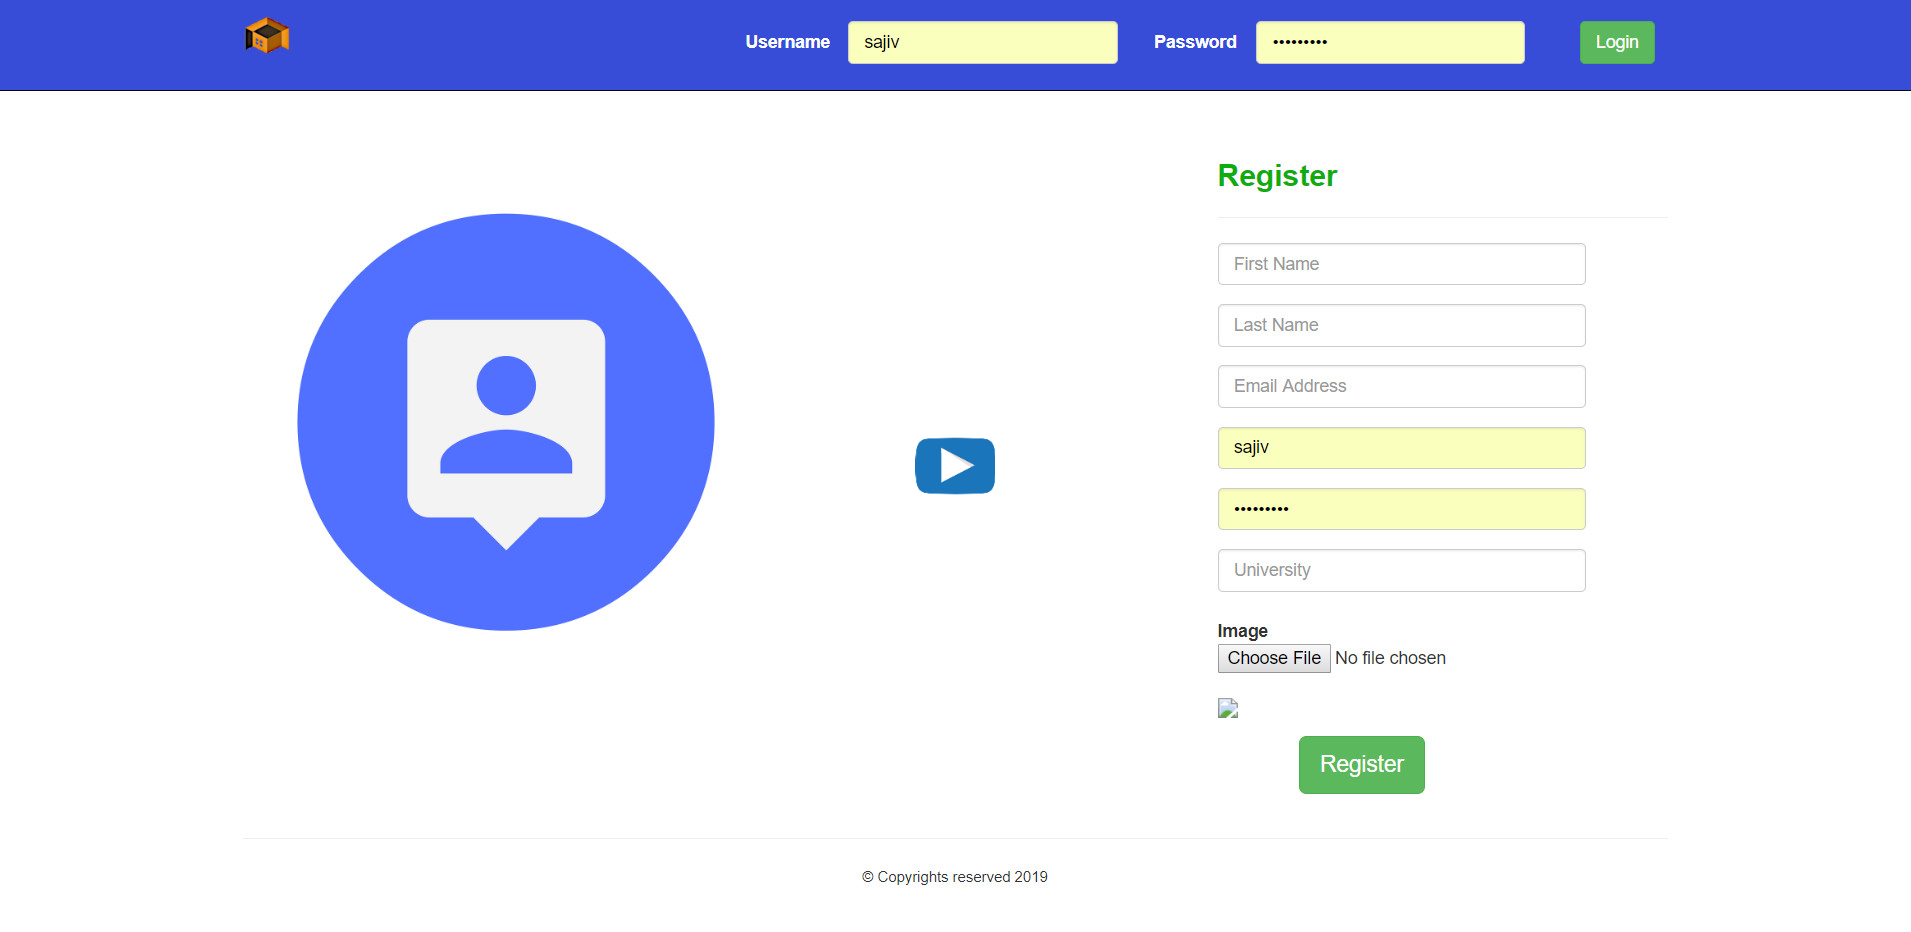 Username sajiv Password ••••••••• Login
Register
First Name
Last Name
Email Address
sajiv
•••••••••
University
Image
Choose File No file chosen
Register
© Copyrights reserved 2019